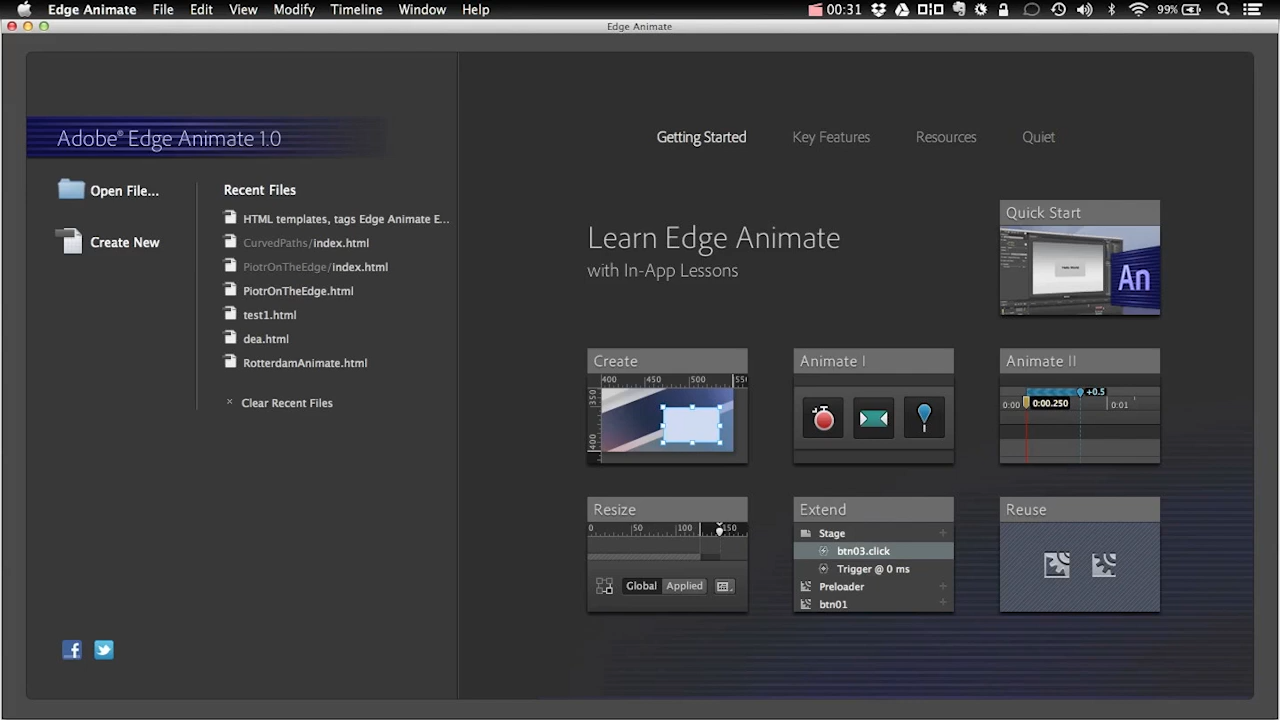 Edge Animate File Edit View Modify Timeline Window Help 00:31 99%
Edge Animate
Adobe® Edge Animate 1.0
Open File...
Create New
Recent Files
HTML templates, tags Edge Animate E...
CurvedPaths/index.html
PiotrOnTheEdge/index.html
PiotrOnTheEdge.html
test1.html
dea.html
RotterdamAnimate.html
× Clear Recent Files
Getting Started Key Features Resources Quiet
Learn Edge Animate
with In-App Lessons
Quick Start
An
Create
400 450 500 55
350
400
Animate I
Animate II
+0.5
0:00 0:00.250 0:01
Resize
0 50 100 150
Global Applied
Extend
Stage
btn03.click
Trigger @ 0 ms
Preloader
btn01
Reuse